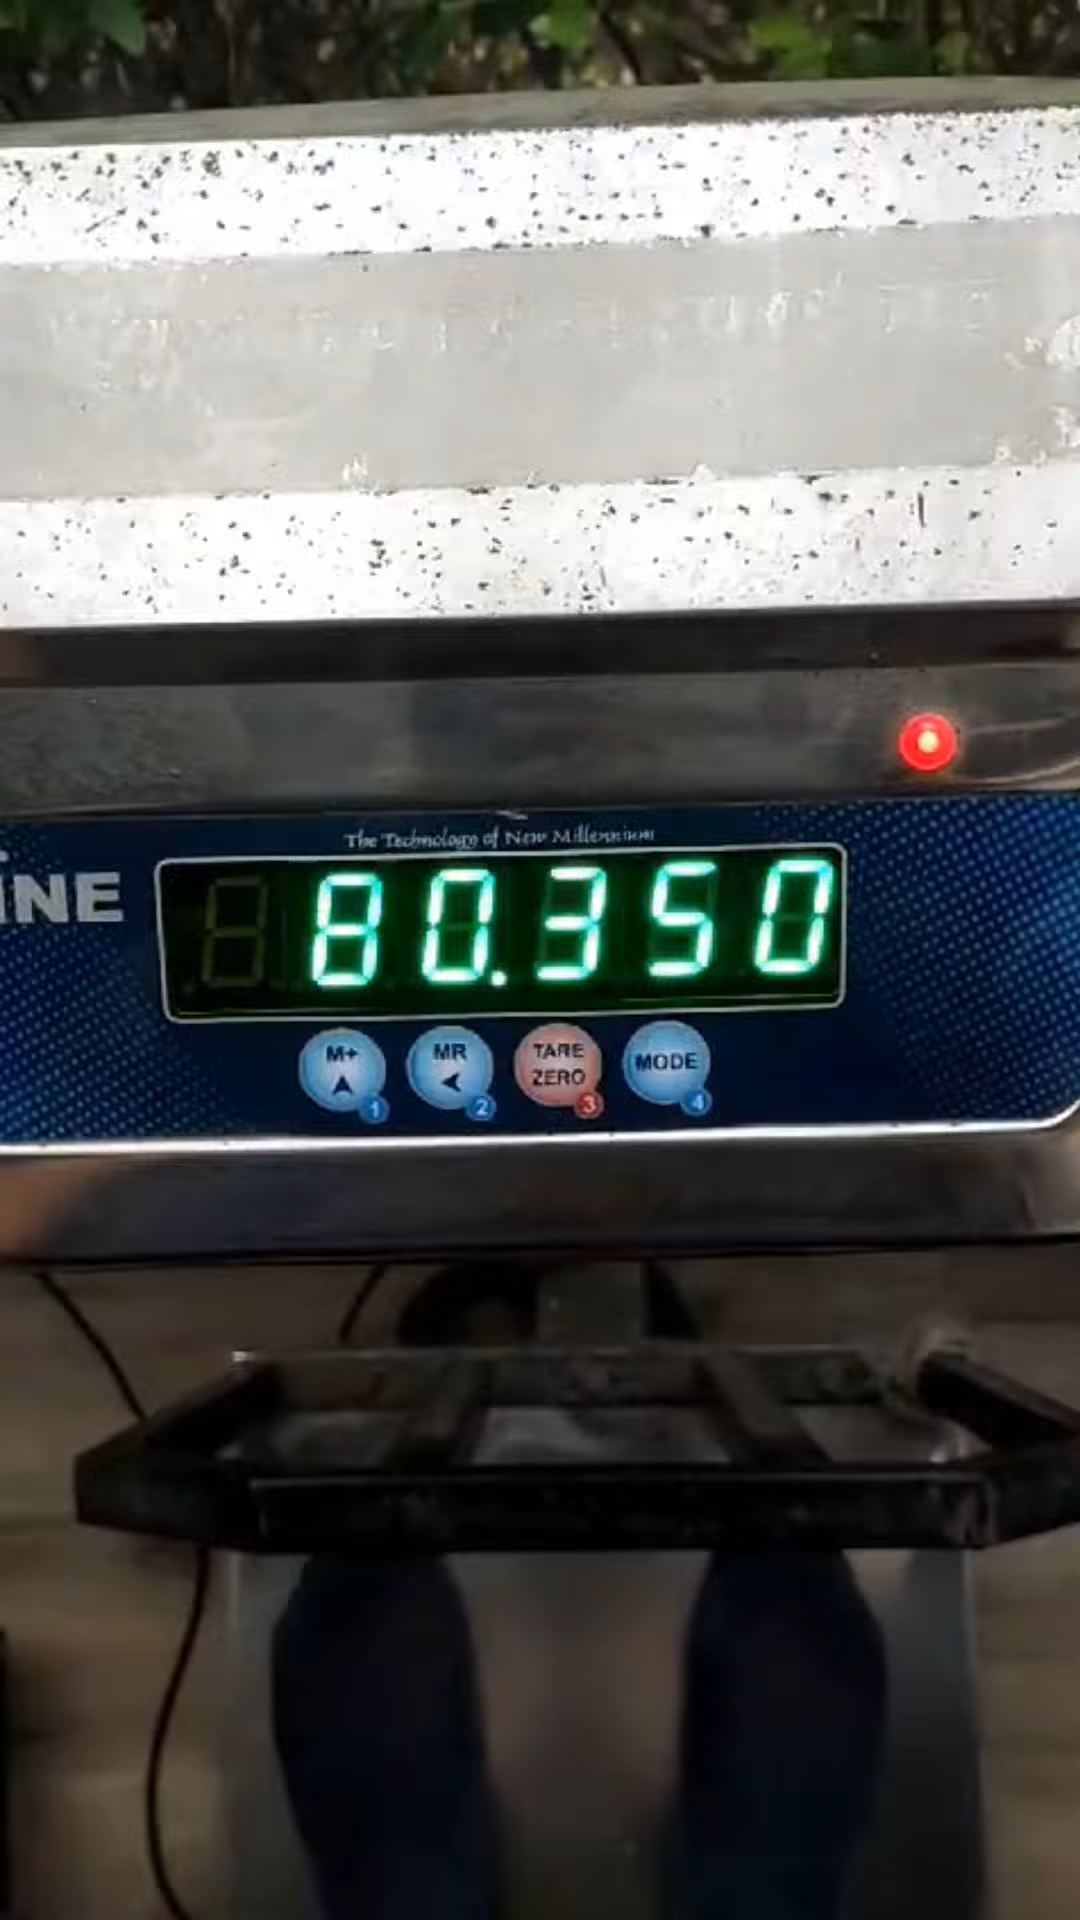 The Technology of New Millennium
INE
80.350
M+ MR TARE ZERO MODE
1 2 3 4